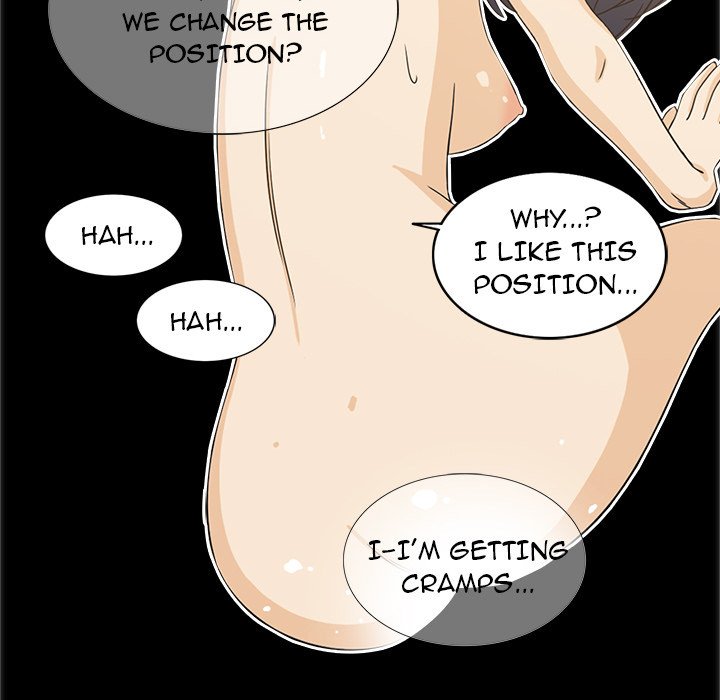 WE CHANGE THE
POSITION?
HAH...
WHY...?
I LIKE THIS
POSITION...
HAH...
I-I'M GETTING
CRAMPS...